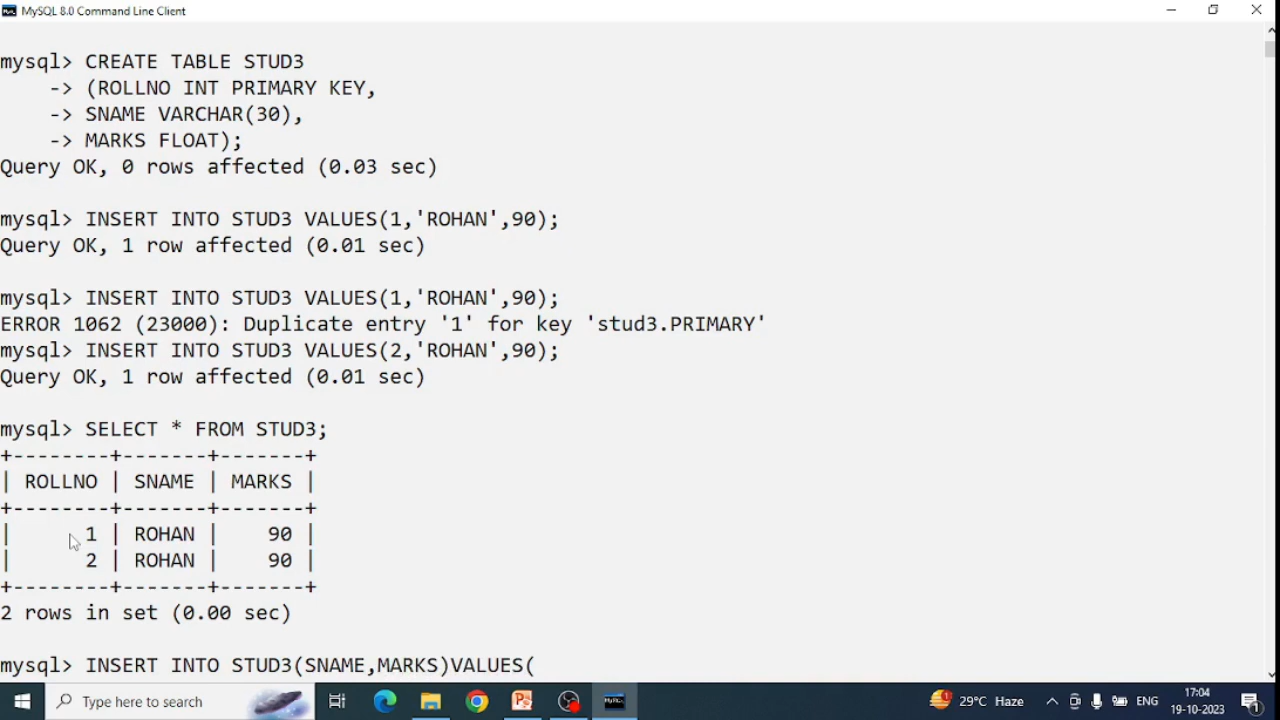 MySQL 8.0 Command Line Client
mysql> CREATE TABLE STUD3
    -> (ROLLNO INT PRIMARY KEY,
    -> SNAME VARCHAR(30),
    -> MARKS FLOAT);
Query OK, 0 rows affected (0.03 sec)
mysql> INSERT INTO STUD3 VALUES(1,'ROHAN',90);
Query OK, 1 row affected (0.01 sec)
mysql> INSERT INTO STUD3 VALUES(1,'ROHAN',90);
ERROR 1062 (23000): Duplicate entry '1' for key 'stud3.PRIMARY'
mysql> INSERT INTO STUD3 VALUES(2,'ROHAN',90);
Query OK, 1 row affected (0.01 sec)
mysql> SELECT * FROM STUD3;
+--------+-------+-------+
| ROLLNO | SNAME | MARKS |
+--------+-------+-------+
|      1 | ROHAN |    90 |
|      2 | ROHAN |    90 |
+--------+-------+-------+
2 rows in set (0.00 sec)
mysql> INSERT INTO STUD3(SNAME,MARKS)VALUES(
Type here to search
1
29°C Haze
ENG
17:04
19-10-2023
1